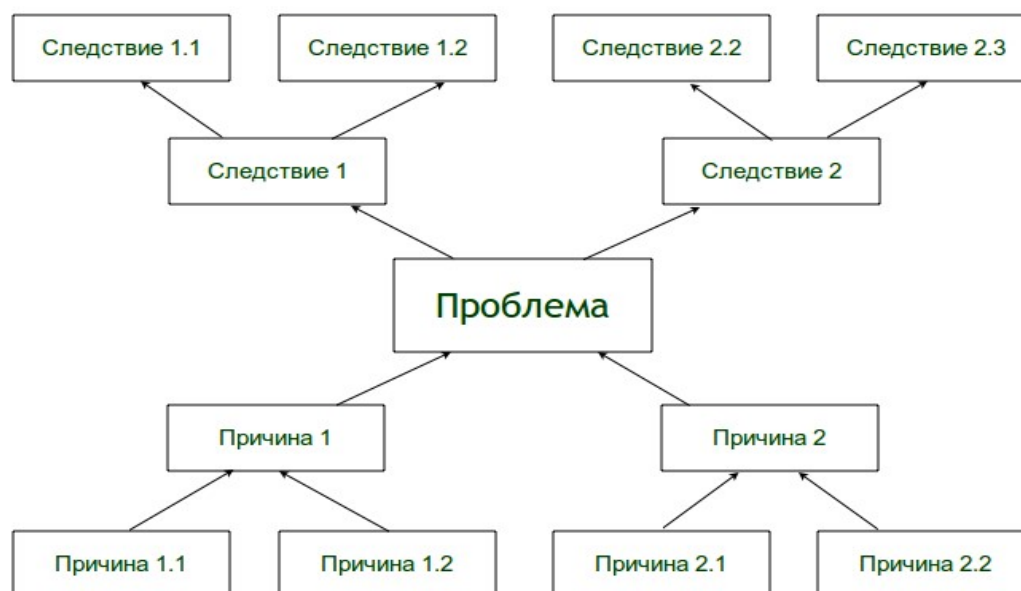 Следствие 1.1
Следствие 1.2
Следствие 2.2
Следствие 2.3
Следствие 1
Следствие 2
Проблема
Причина 1
Причина 2
Причина 1.1
Причина 1.2
Причина 2.1
Причина 2.2